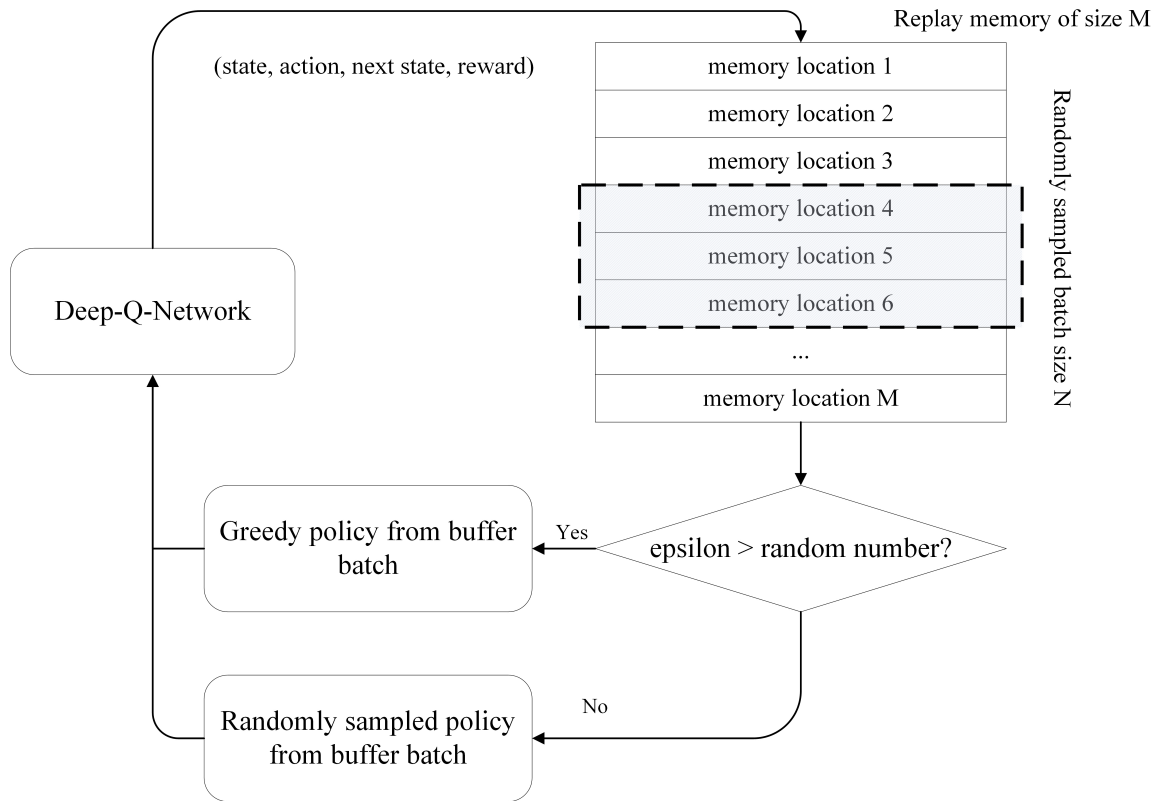 Replay memory of size M
(state, action, next state, reward)
memory location 1
memory location 2
memory location 3
memory location 4
memory location 5
memory location 6
...
memory location M
Randomly sampled batch size N
Deep-Q-Network
epsilon > random number?
Yes
Greedy policy from buffer
batch
No
Randomly sampled policy
from buffer batch